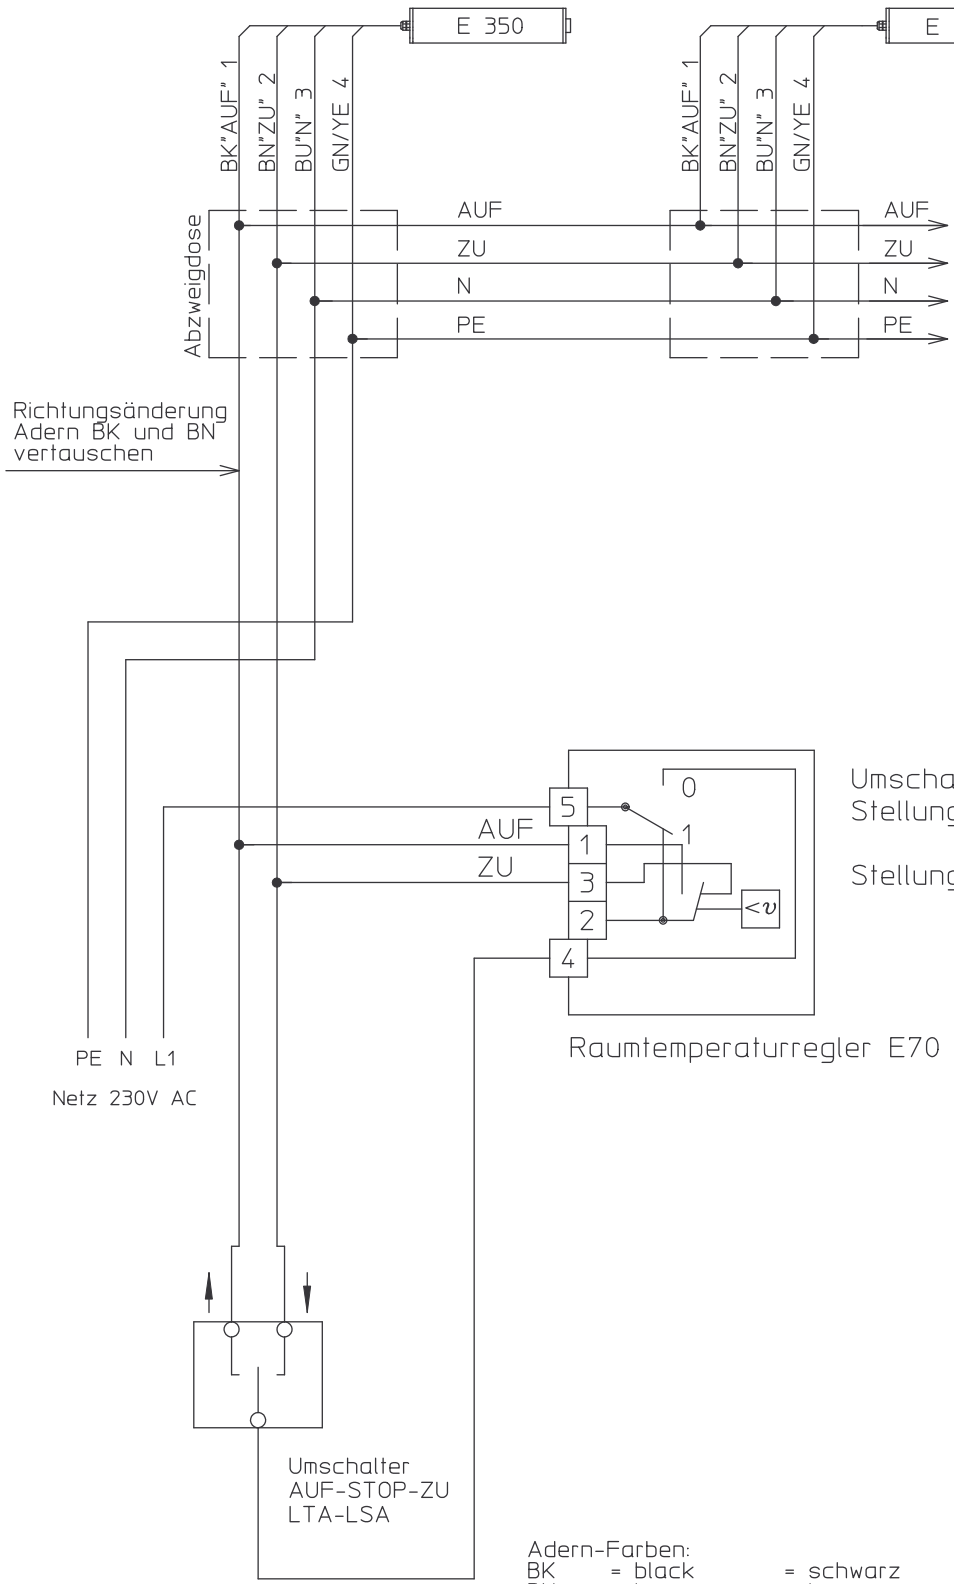 E 350
E
BK"AUF" 1
BN"ZU" 2
BU"N" 3
GN/YE 4
BK"AUF" 1
BN"ZU" 2
BU"N" 3
GN/YE 4
Abzweigdose
AUF
AUF
ZU
ZU
N
N
PE
PE
Richtungsänderung
Adern BK und BN
vertauschen
0
5
1
AUF
1
ZU
3
2
<v
4
Umscha
Stellung
Stellung
Raumtemperaturregler E70
PE N L1
Netz 230V AC
Umschalter
AUF-STOP-ZU
LTA-LSA
Adern-Farben:
BK = black = schwarz